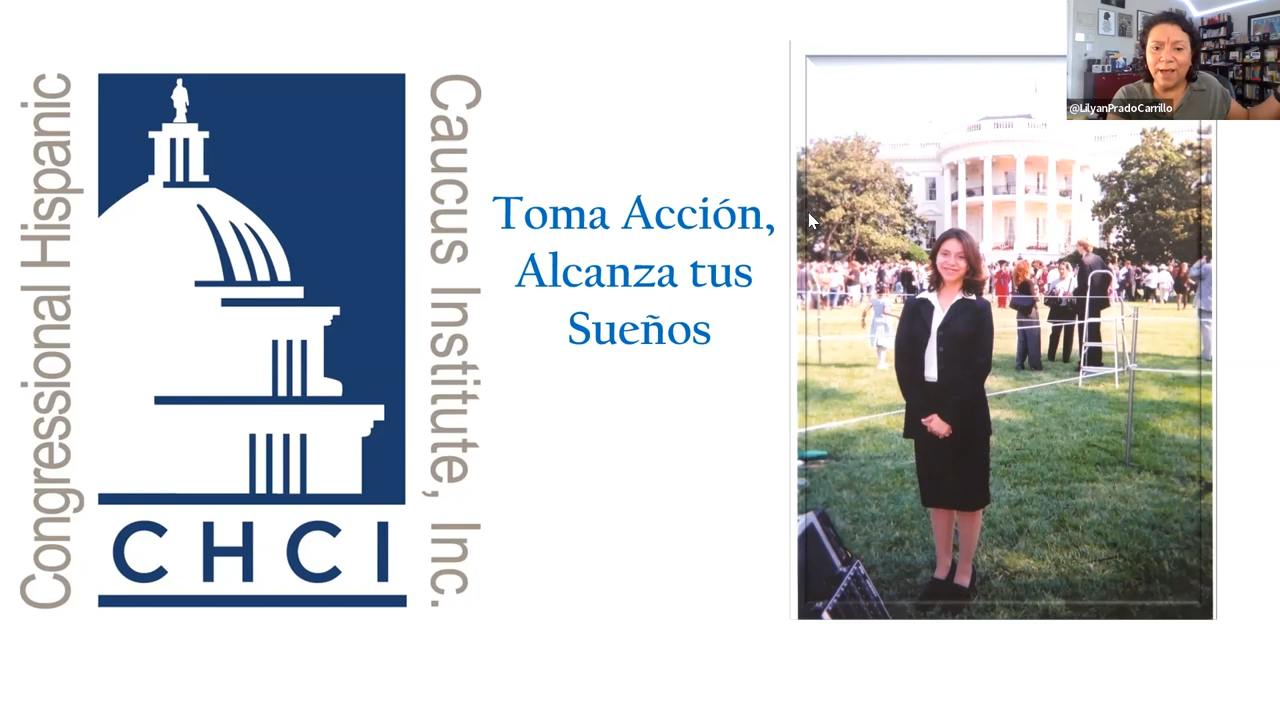 Congressional Hispanic
Caucus Institute, Inc.
CHCI
Toma Acción,
Alcanza tus
Sueños
@LilyanPradoCarrillo